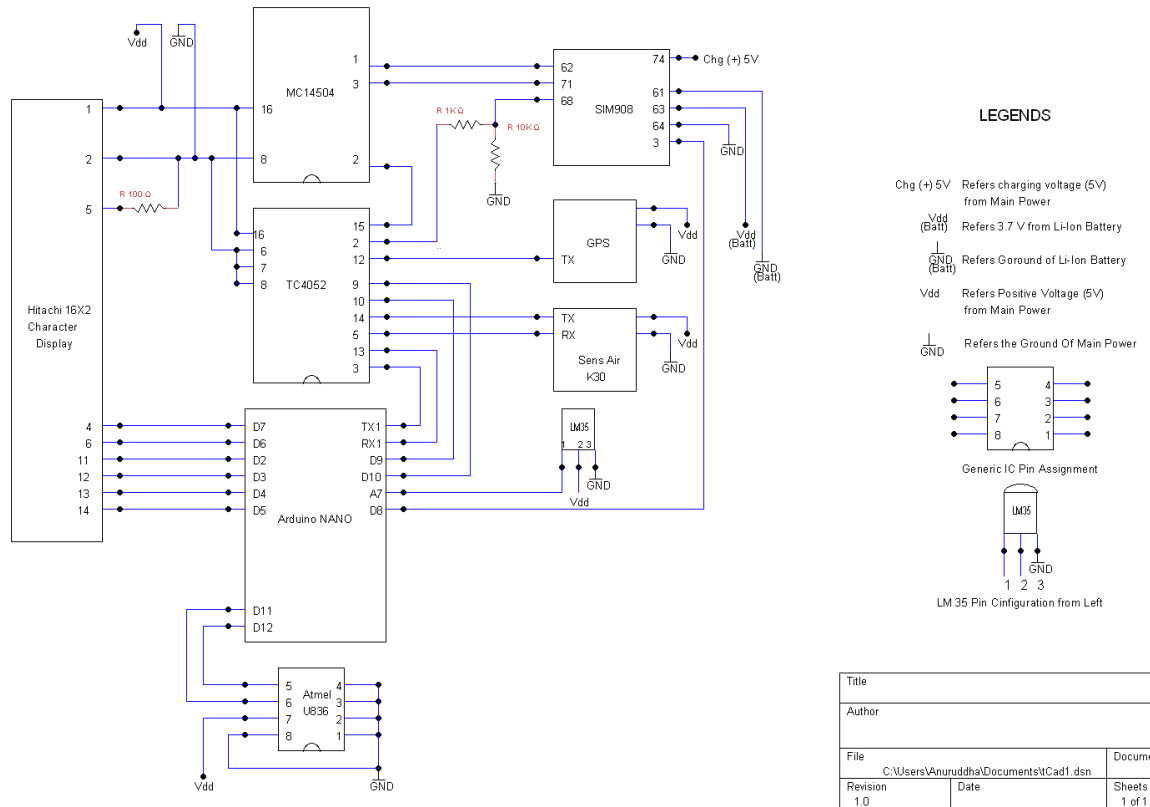 Vdd
GND
MC14504
1
3
16
8
2
SIM908
62
71
68
74
61
63
64
3
Chg (+) 5V
GND
Vdd
(Batt)
GND
(Batt)
R 1K Ω
R 10K Ω
GND
Hitachi 16X2
Character
Display
1
2
5
4
6
11
12
13
14
R 100 Ω
TC4052
16
6
7
8
15
2
12
9
10
14
5
13
3
GPS
TX
Vdd
GND
Sens Air
K30
TX
RX
Vdd
GND
Arduino NANO
D7
D6
D2
D3
D4
D5
TX1
RX1
D9
D10
A7
D8
D11
D12
LM35
1 2 3
GND
Vdd
Atmel
U836
5
6
7
8
4
3
2
1
Vdd
GND
LEGENDS
Chg (+) 5V Refers charging voltage (5V)
from Main Power
Vdd
(Batt) Refers 3.7 V from Li-Ion Battery
GND
(Batt) Refers Goround of Li-Ion Battery
Vdd Refers Positive Voltage (5V)
from Main Power
GND Refers the Ground Of Main Power
5 4
6 3
7 2
8 1
Generic IC Pin Assignment
LM35
GND
1 2 3
LM 35 Pin Cinfiguration from Left
Title
Author
File
C:\Users\Anuruddha\Documents\tCad1.dsn
Docume
Revision
1.0
Date
Sheets
1 of 1